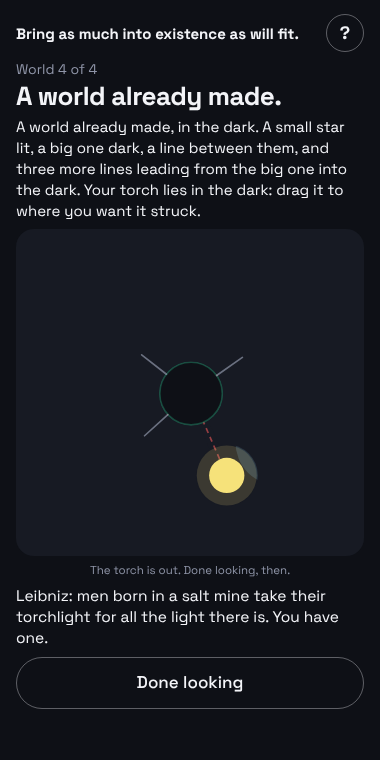 Bring as much into existence as will fit.
?
World 4 of 4
A world already made.
A world already made, in the dark. A small star
lit, a big one dark, a line between them, and
three more lines leading from the big one into
the dark. Your torch lies in the dark: drag it to
where you want it struck.
The torch is out. Done looking, then.
Leibniz: men born in a salt mine take their
torchlight for all the light there is. You have
one.
Done looking